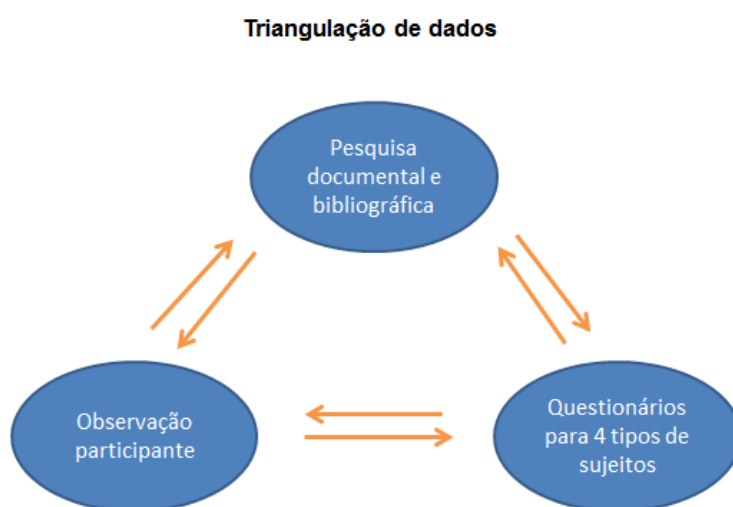 Triangulação de dados
Pesquisa
documental e
bibliográfica
Observação
participante
Questionários
para 4 tipos de
sujeitos